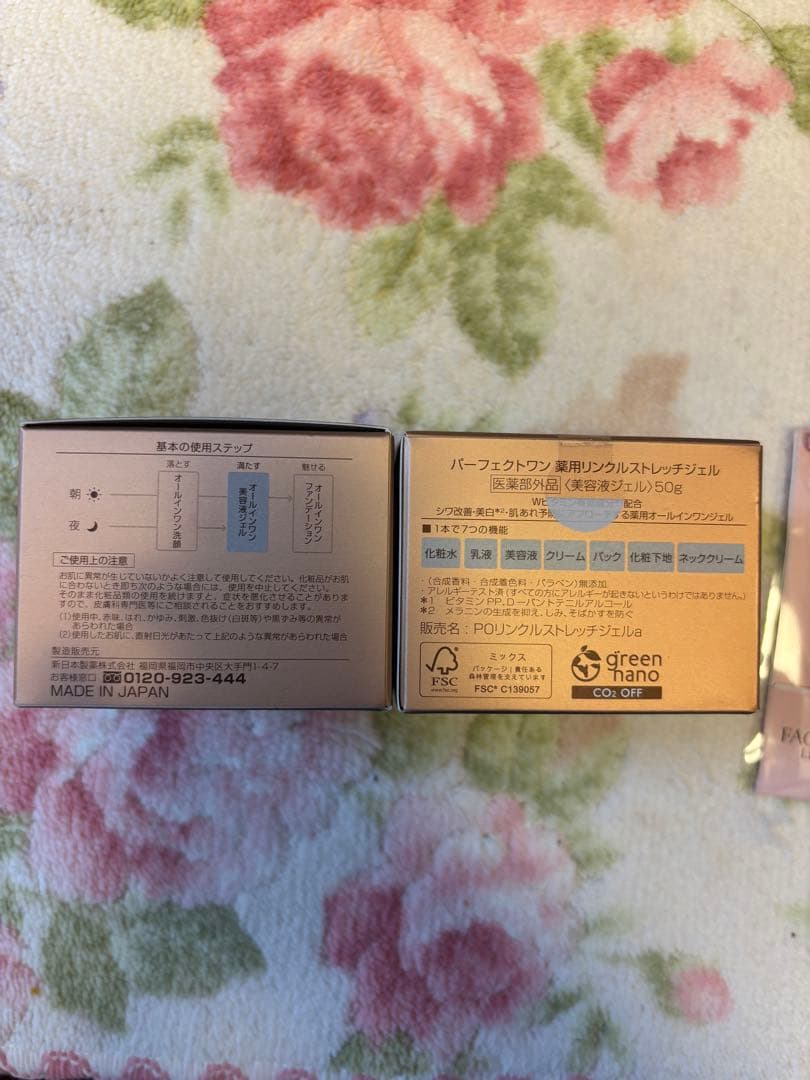 基本の使用ステップ
落とす 満たす 魅せる
朝
夜
オールインワン洗顔
オールインワン美容液ジェル
オールインワンファンデーション
ご使用上の注意
お肌に異常が生じていないかよく注意して使用してください。化粧品がお肌
に合わないとき即ち次のような場合には、使用を中止してください。
そのまま化粧品類の使用を続けますと、症状を悪化させることがありま
すので、皮膚科専門医等にご相談されることをおすすめします。
(1)使用中、赤味、はれ、かゆみ、刺激、色抜け(白斑等)や黒ずみ等の異常が
あらわれた場合
(2)使用したお肌に、直射日光があたって上記のような異常があらわれた場合
製造販売元
新日本製薬株式会社 福岡県福岡市中央区大手門1-4-7
お客様窓口 0120-923-444
MADE IN JAPAN
パーフェクトワン 薬用リンクルストレッチジェル
医薬部外品〈美容液ジェル〉50g
配合
シワ改善・美白*²・肌あれ予 する薬用オールインワンジェル
■1本で7つの機能
化粧水 乳液 美容液 クリーム パック 化粧下地 ネッククリーム
・〈合成香料・合成着色料・パラベン〉無添加
・アレルギーテスト済(すべての方にアレルギーが起きないというわけではありません。)
*1 ビタミンPP、D-パントテニルアルコール
*2 メラニンの生成を抑え、しみ、そばかすを防ぐ
販売名:POリンクルストレッチジェルa
FSC
www.fsc.org
ミックス
パッケージ|責任ある
森林管理を支えています
FSC® C139057
green
nano
CO₂ OFF